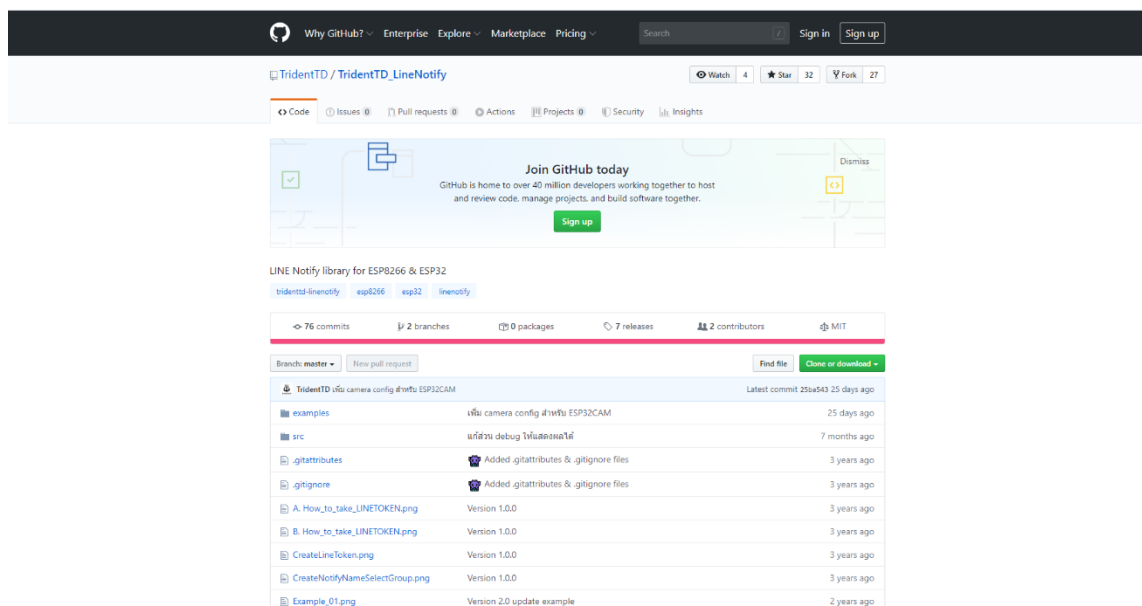 Why GitHub? Enterprise Explore Marketplace Pricing Search / Sign in Sign up
TridentTD / TridentTD_LineNotify Watch 4 Star 32 Fork 27
Code Issues 0 Pull requests 0 Actions Projects 0 Security Insights
Dismiss
Join GitHub today
GitHub is home to over 40 million developers working together to host
and review code, manage projects, and build software together.
Sign up
LINE Notify library for ESP8266 & ESP32
tridenttd-linenotify esp8266 esp32 linenotify
76 commits 2 branches 0 packages 7 releases 2 contributors MIT
Branch: master New pull request Find file Clone or download
TridentTD เพิ่ม camera config สำหรับ ESP32CAM Latest commit 25ba543 25 days ago
examples เพิ่ม camera config สำหรับ ESP32CAM 25 days ago
src แก้ส่วน debug ให้แสดงผลได้ 7 months ago
.gitattributes Added .gitattributes & .gitignore files 3 years ago
.gitignore Added .gitattributes & .gitignore files 3 years ago
A. How_to_take_LINETOKEN.png Version 1.0.0 3 years ago
B. How_to_take_LINETOKEN.png Version 1.0.0 3 years ago
CreateLineToken.png Version 1.0.0 3 years ago
CreateNotifyNameSelectGroup.png Version 1.0.0 3 years ago
Example_01.png Version 2.0 update example 2 years ago